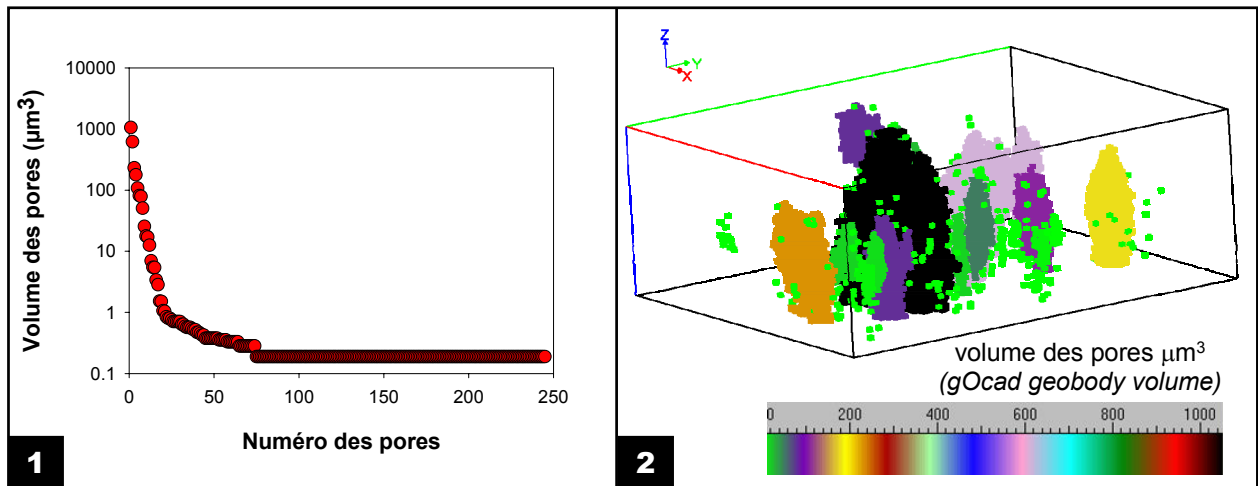 10000
1000
100
10
1
0.1
Volume des pores (µm³)
0 50 100 150 200 250
Numéro des pores
1
Z
Y
X
volume des pores µm³
(gOcad geobody volume)
0 200 400 600 800 1000
2